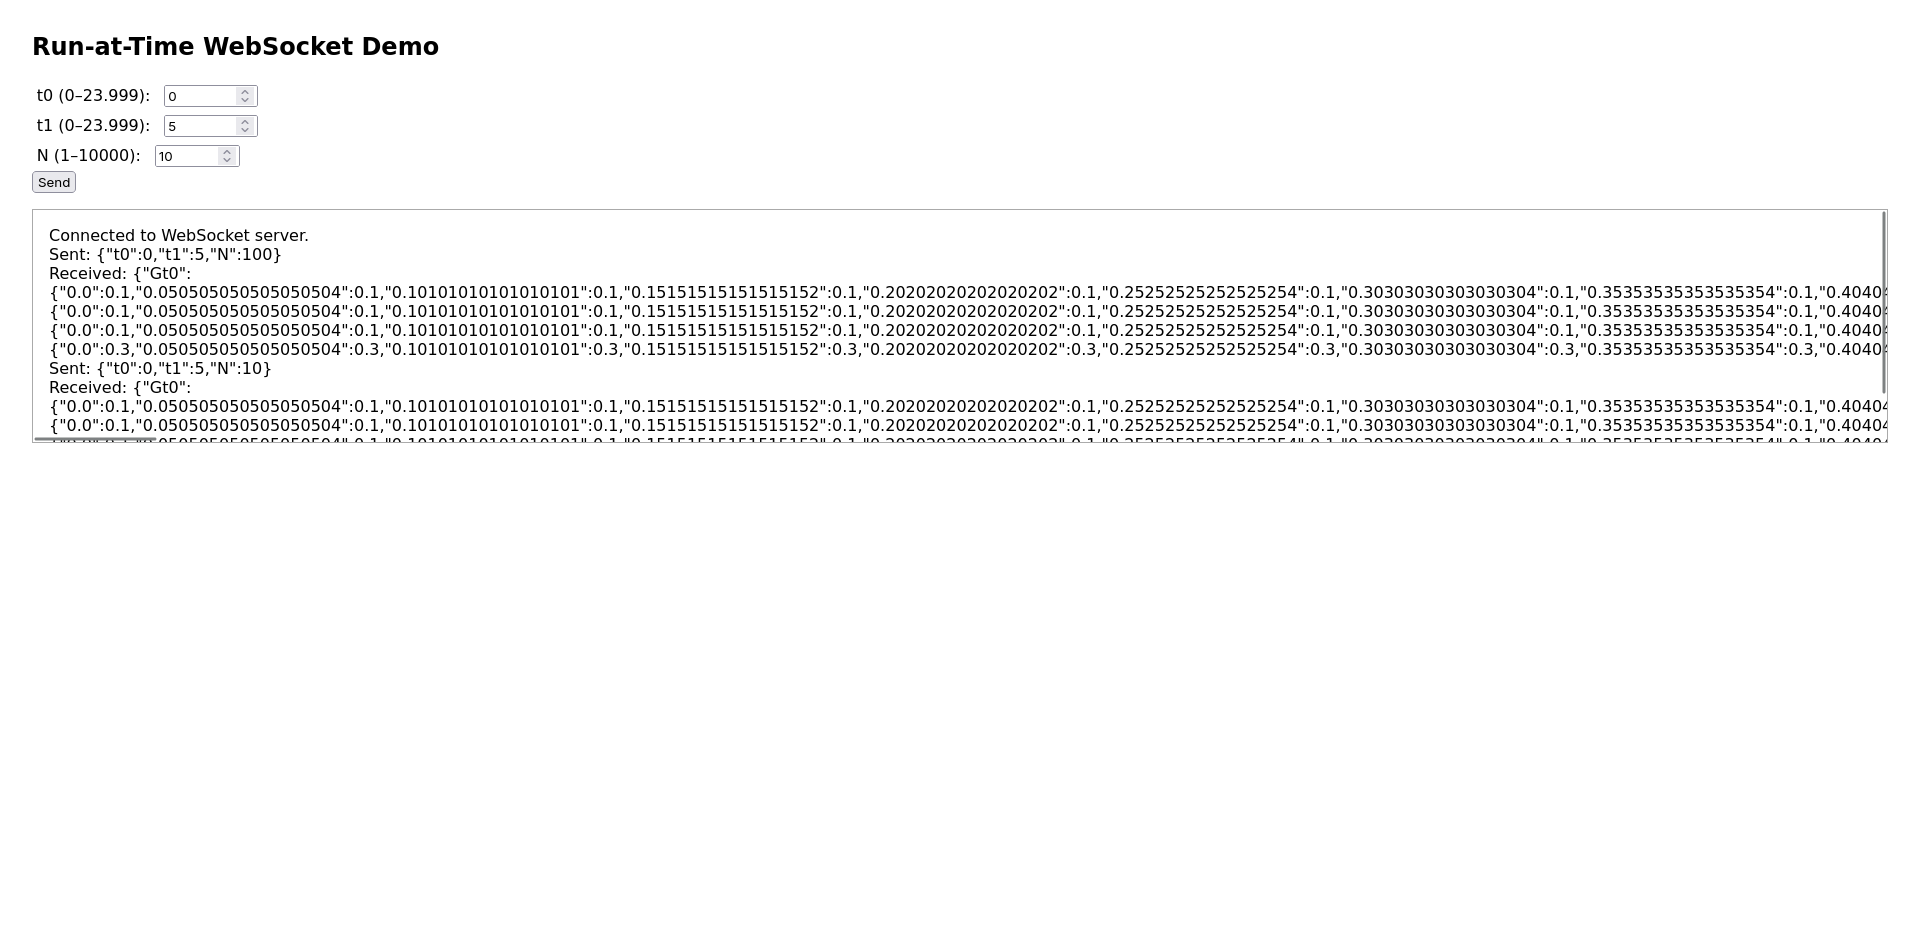 Run-at-Time WebSocket Demo
t0 (0–23.999): 0
t1 (0–23.999): 5
N (1–10000): 10
Send
Connected to WebSocket server.
Sent: {"t0":0,"t1":5,"N":100}
Received: {"Gt0":
{"0.0":0.1,"0.050505050505050504":0.1,"0.10101010101010101":0.1,"0.15151515151515152":0.1,"0.20202020202020202":0.1,"0.25252525252525254":0.1,"0.30303030303030304":0.1,"0.35353535353535354":0.1,"0.40404
{"0.0":0.1,"0.050505050505050504":0.1,"0.10101010101010101":0.1,"0.15151515151515152":0.1,"0.20202020202020202":0.1,"0.25252525252525254":0.1,"0.30303030303030304":0.1,"0.35353535353535354":0.1,"0.40404
{"0.0":0.1,"0.050505050505050504":0.1,"0.10101010101010101":0.1,"0.15151515151515152":0.1,"0.20202020202020202":0.1,"0.25252525252525254":0.1,"0.30303030303030304":0.1,"0.35353535353535354":0.1,"0.40404
{"0.0":0.3,"0.050505050505050504":0.3,"0.10101010101010101":0.3,"0.15151515151515152":0.3,"0.20202020202020202":0.3,"0.25252525252525254":0.3,"0.30303030303030304":0.3,"0.35353535353535354":0.3,"0.40404
Sent: {"t0":0,"t1":5,"N":10}
Received: {"Gt0":
{"0.0":0.1,"0.050505050505050504":0.1,"0.10101010101010101":0.1,"0.15151515151515152":0.1,"0.20202020202020202":0.1,"0.25252525252525254":0.1,"0.30303030303030304":0.1,"0.35353535353535354":0.1,"0.40404
{"0.0":0.1,"0.050505050505050504":0.1,"0.10101010101010101":0.1,"0.15151515151515152":0.1,"0.20202020202020202":0.1,"0.25252525252525254":0.1,"0.30303030303030304":0.1,"0.35353535353535354":0.1,"0.40404